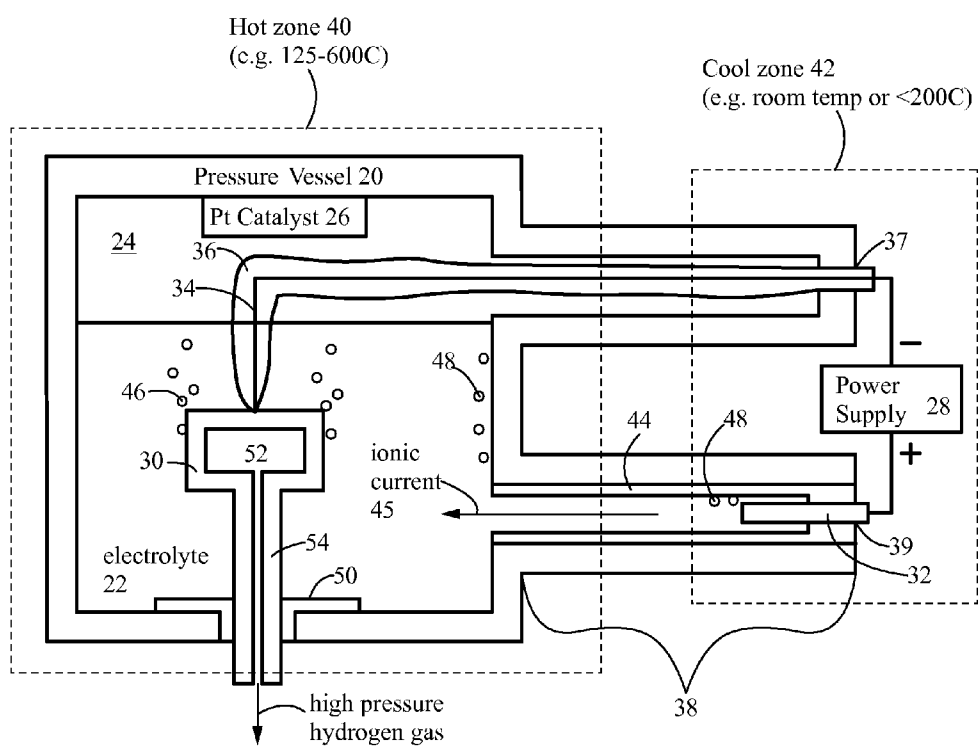 Hot zone 40
(e.g. 125-600C)
Cool zone 42
(e.g. room temp or <200C)
Pressure Vessel 20
Pt Catalyst 26
24
36
37
34
−
48
46
Power
Supply 28
44
48
52
+
30
ionic
current
45
54
39
electrolyte
22
50
32
38
high pressure
hydrogen gas